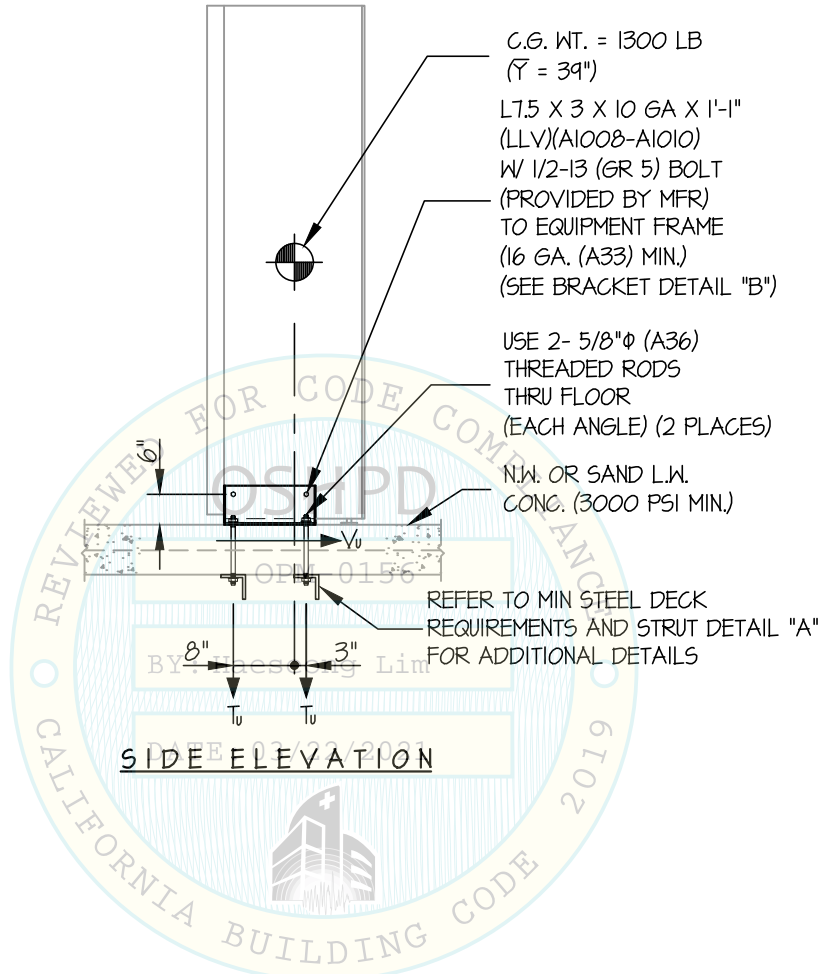 C.G. WT. = 1300 LB
(Y̅ = 39")
L7.5 X 3 X 10 GA X 1'-1"
(LLV)(A1008-A1010)
W/ 1/2-13 (GR 5) BOLT
(PROVIDED BY MFR)
TO EQUIPMENT FRAME
(16 GA. (A33) MIN.)
(SEE BRACKET DETAIL "B")
USE 2- 5/8"Φ (A36)
THREADED RODS
THRU FLOOR
(EACH ANGLE) (2 PLACES)
N.W. OR SAND L.W.
CONC. (3000 PSI MIN.)
6"
VU
REFER TO MIN STEEL DECK
REQUIREMENTS AND STRUT DETAIL "A"
FOR ADDITIONAL DETAILS
8"
3"
TU
TU
SIDE ELEVATION
REVIEWED FOR CODE COMPLIANCE
OSHPD
OPM 0156
BY: Haeseong Lim
DATE 03/22/2021
CALIFORNIA BUILDING CODE 2019